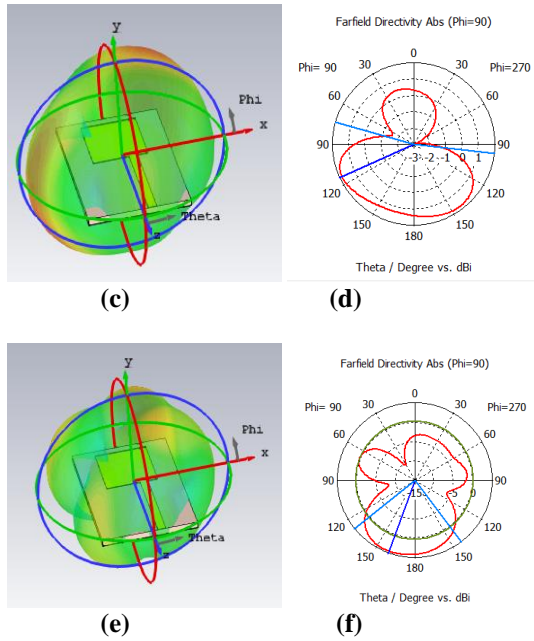 y
Phi
x
Theta
z
(c)
Farfield Directivity Abs (Phi=90)
0
30 30
Phi= 90 Phi=270
60 60
90 -3 -2 -1 0 1 90
120 120
150 150
180
Theta / Degree vs. dBi
(d)
y
Phi
x
Theta
z
(e)
Farfield Directivity Abs (Phi=90)
0
30 30
Phi= 90 Phi=270
60 60
90 -15 -5 0 90
120 120
150 150
180
Theta / Degree vs. dBi
(f)